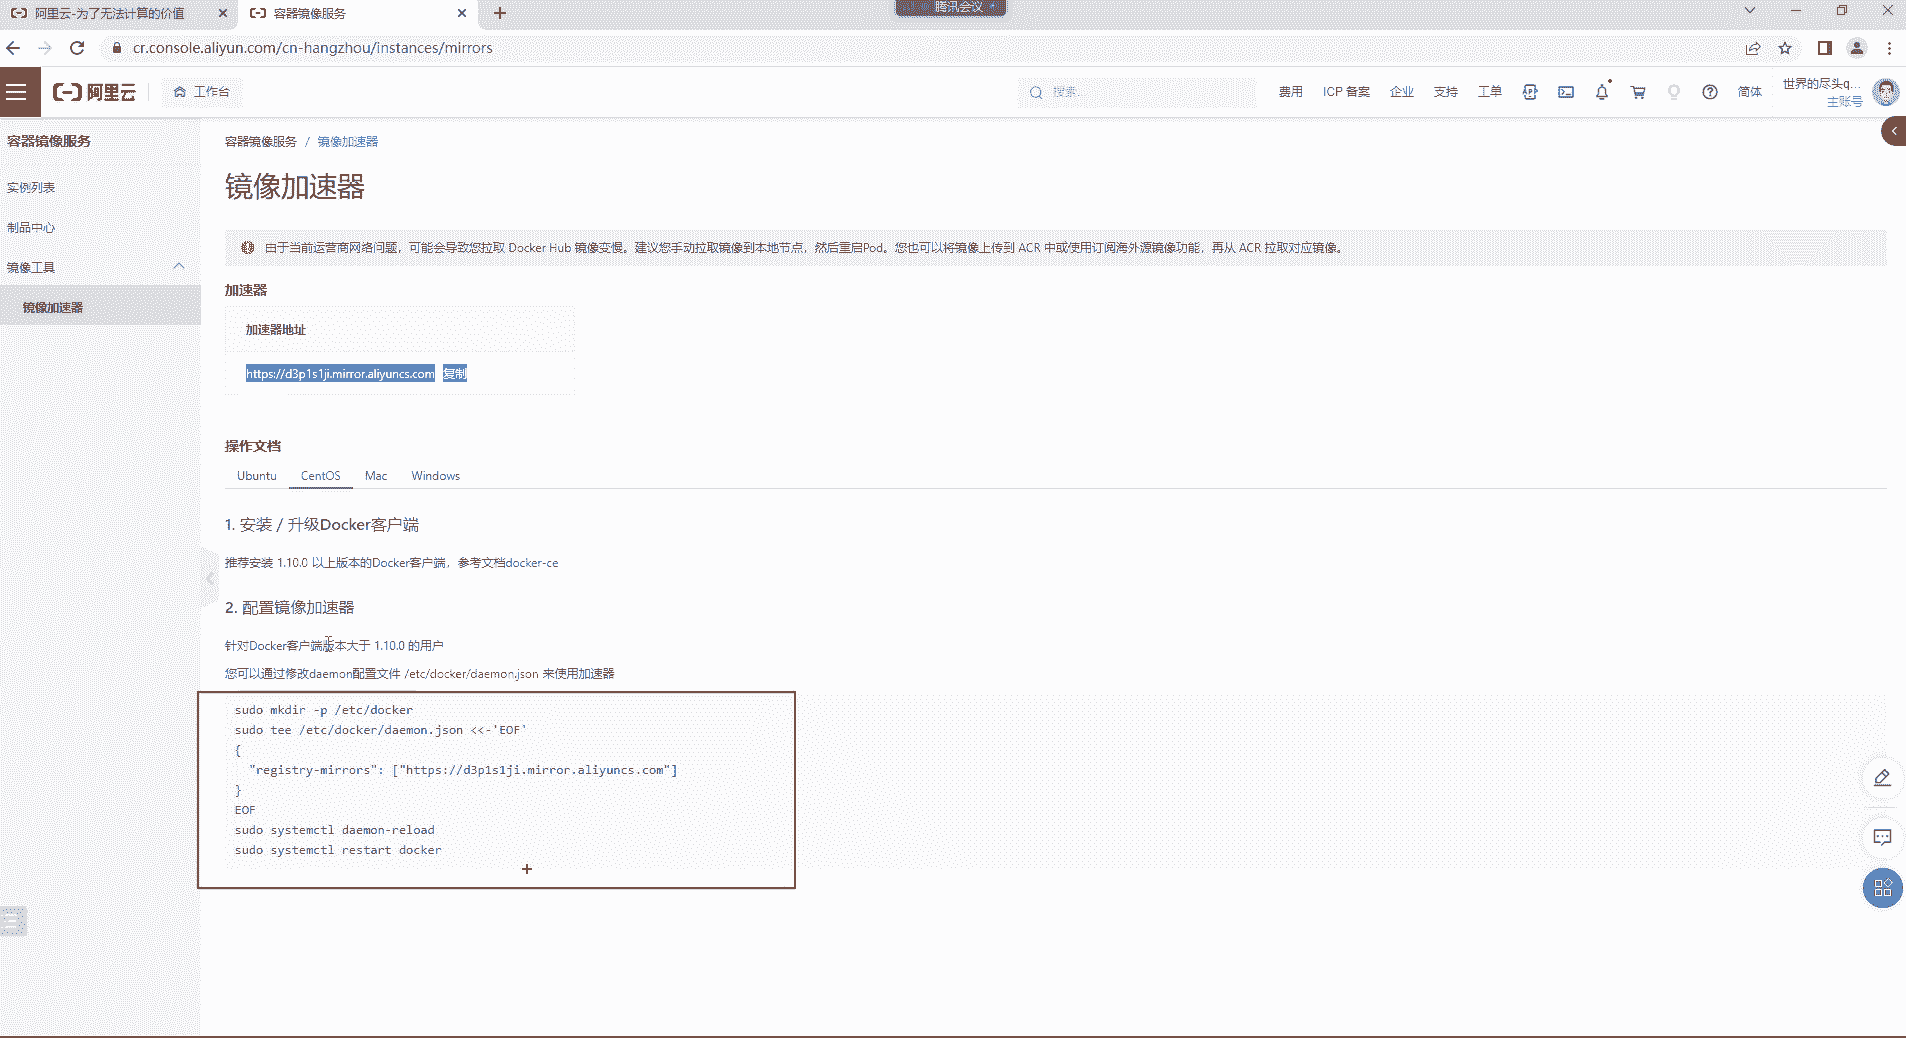 阿里云-为了无法计算的价值
容器镜像服务
腾讯会议
cr.console.aliyun.com/cn-hangzhou/instances/mirrors
阿里云
工作台
搜索...
费用 ICP 备案 企业 支持 工单 简体
世界的尽头q...
主账号
容器镜像服务
实例列表
制品中心
镜像工具
镜像加速器
容器镜像服务 / 镜像加速器
镜像加速器
由于当前运营商网络问题，可能会导致您拉取 Docker Hub 镜像变慢。建议您手动拉取镜像到本地节点，然后重启Pod。您也可以将镜像上传到 ACR 中或使用订阅海外源镜像功能，再从 ACR 拉取对应镜像。
加速器
加速器地址
https://d3p1s1ji.mirror.aliyuncs.com 复制
操作文档
Ubuntu CentOS Mac Windows
1. 安装 / 升级Docker客户端
推荐安装 1.10.0 以上版本的Docker客户端，参考文档docker-ce
2. 配置镜像加速器
针对Docker客户端版本大于 1.10.0 的用户
您可以通过修改daemon配置文件 /etc/docker/daemon.json 来使用加速器
sudo mkdir -p /etc/docker
sudo tee /etc/docker/daemon.json <<-'EOF'
{
"registry-mirrors": ["https://d3p1s1ji.mirror.aliyuncs.com"]
}
EOF
sudo systemctl daemon-reload
sudo systemctl restart docker